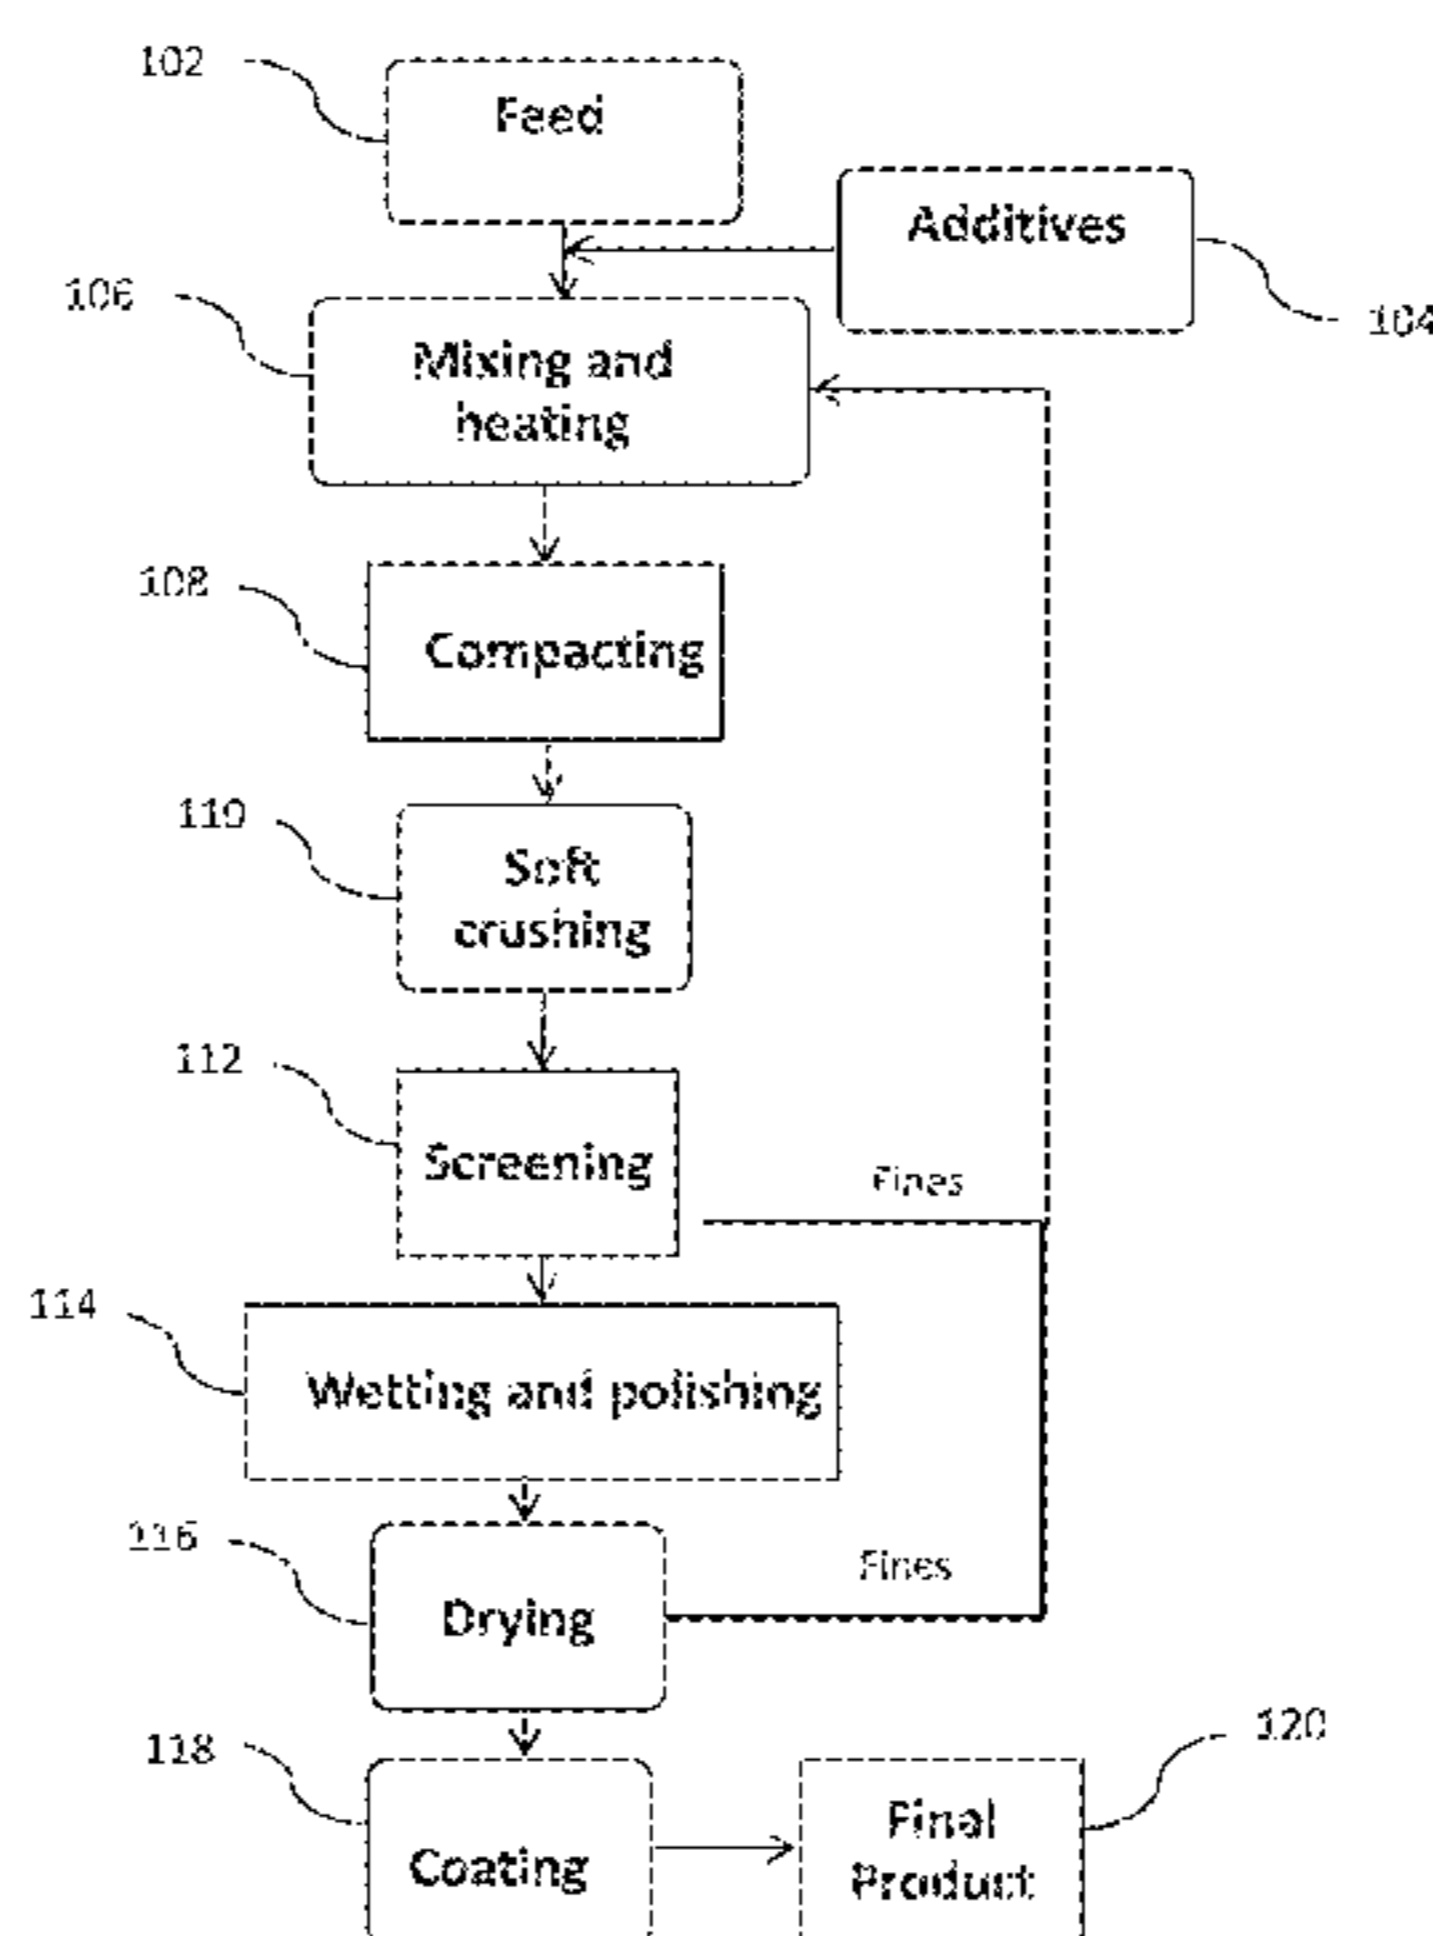 102
Feed
Additives
104
106
Mixing and
heating
108
Compacting
110
Soft
crushing
112
Screening
Fines
114
Wetting and polishing
116
Drying
Fines
118
Coating
120
Final
Product